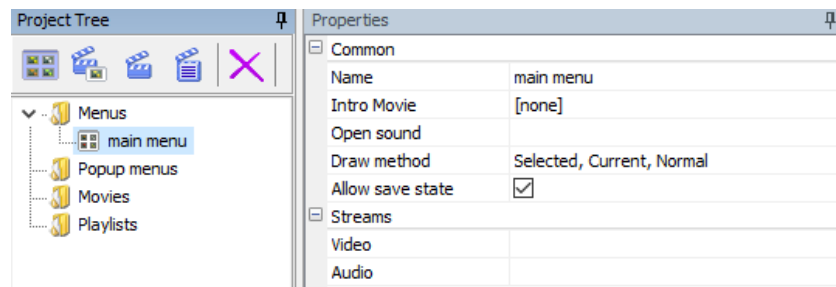 Project Tree
Menus
main menu
Popup menus
Movies
Playlists
Properties
Common
Name main menu
Intro Movie [none]
Open sound
Draw method Selected, Current, Normal
Allow save state
Streams
Video
Audio